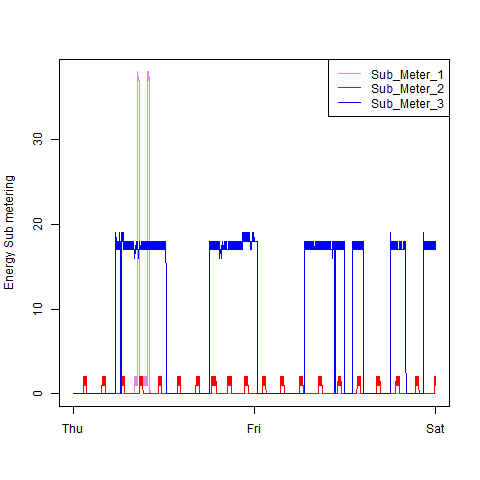 Sub_Meter_1
Sub_Meter_2
Sub_Meter_3
Energy Sub metering
30
20
10
0
Thu Fri Sat